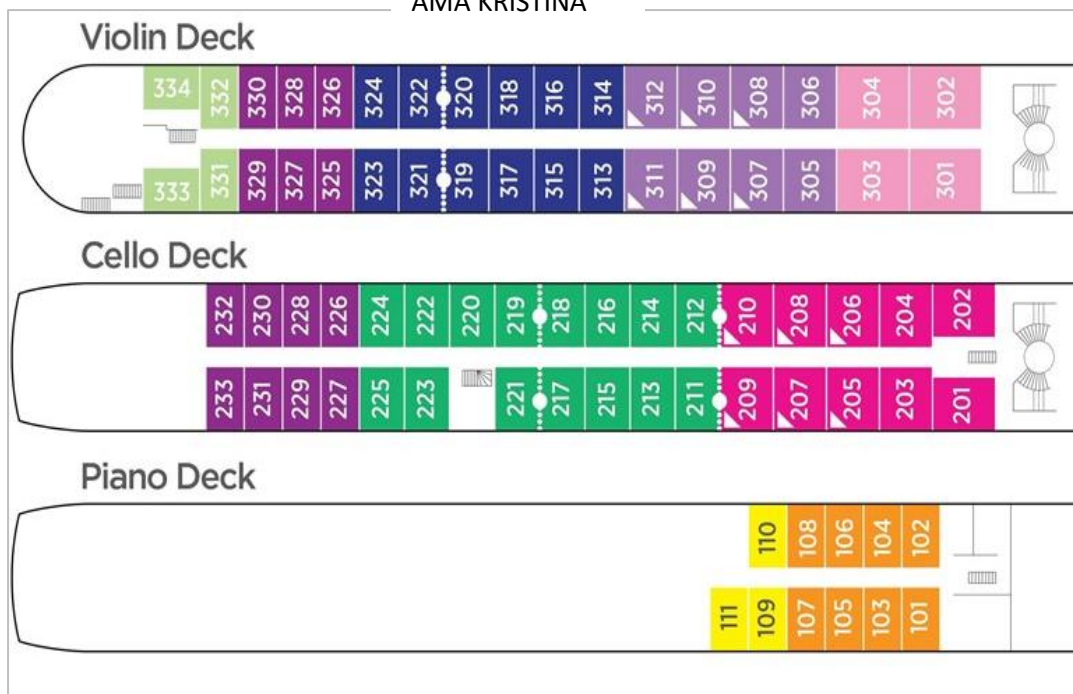 AMA KRISTINA
Violin Deck
334 332 330 328 326 324 322 320 318 316 314 312 310 308 306 304 302
333 331 329 327 325 323 321 319 317 315 313 311 309 307 305 303 301
Cello Deck
232 230 228 226 224 222 220 219 218 216 214 212 210 208 206 204 202
233 231 229 227 225 223 221 217 215 213 211 209 207 205 203 201
Piano Deck
110 108 106 104 102
111 109 107 105 103 101